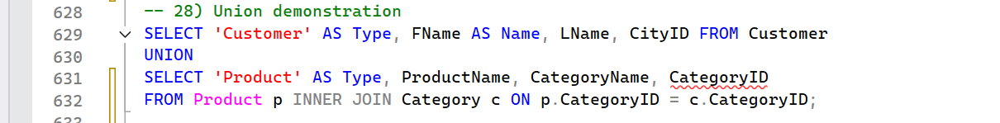 628 -- 28) Union demonstration
629 SELECT 'Customer' AS Type, FName AS Name, LName, CityID FROM Customer
630 UNION
631 SELECT 'Product' AS Type, ProductName, CategoryName, CategoryID
632 FROM Product p INNER JOIN Category c ON p.CategoryID = c.CategoryID;
633